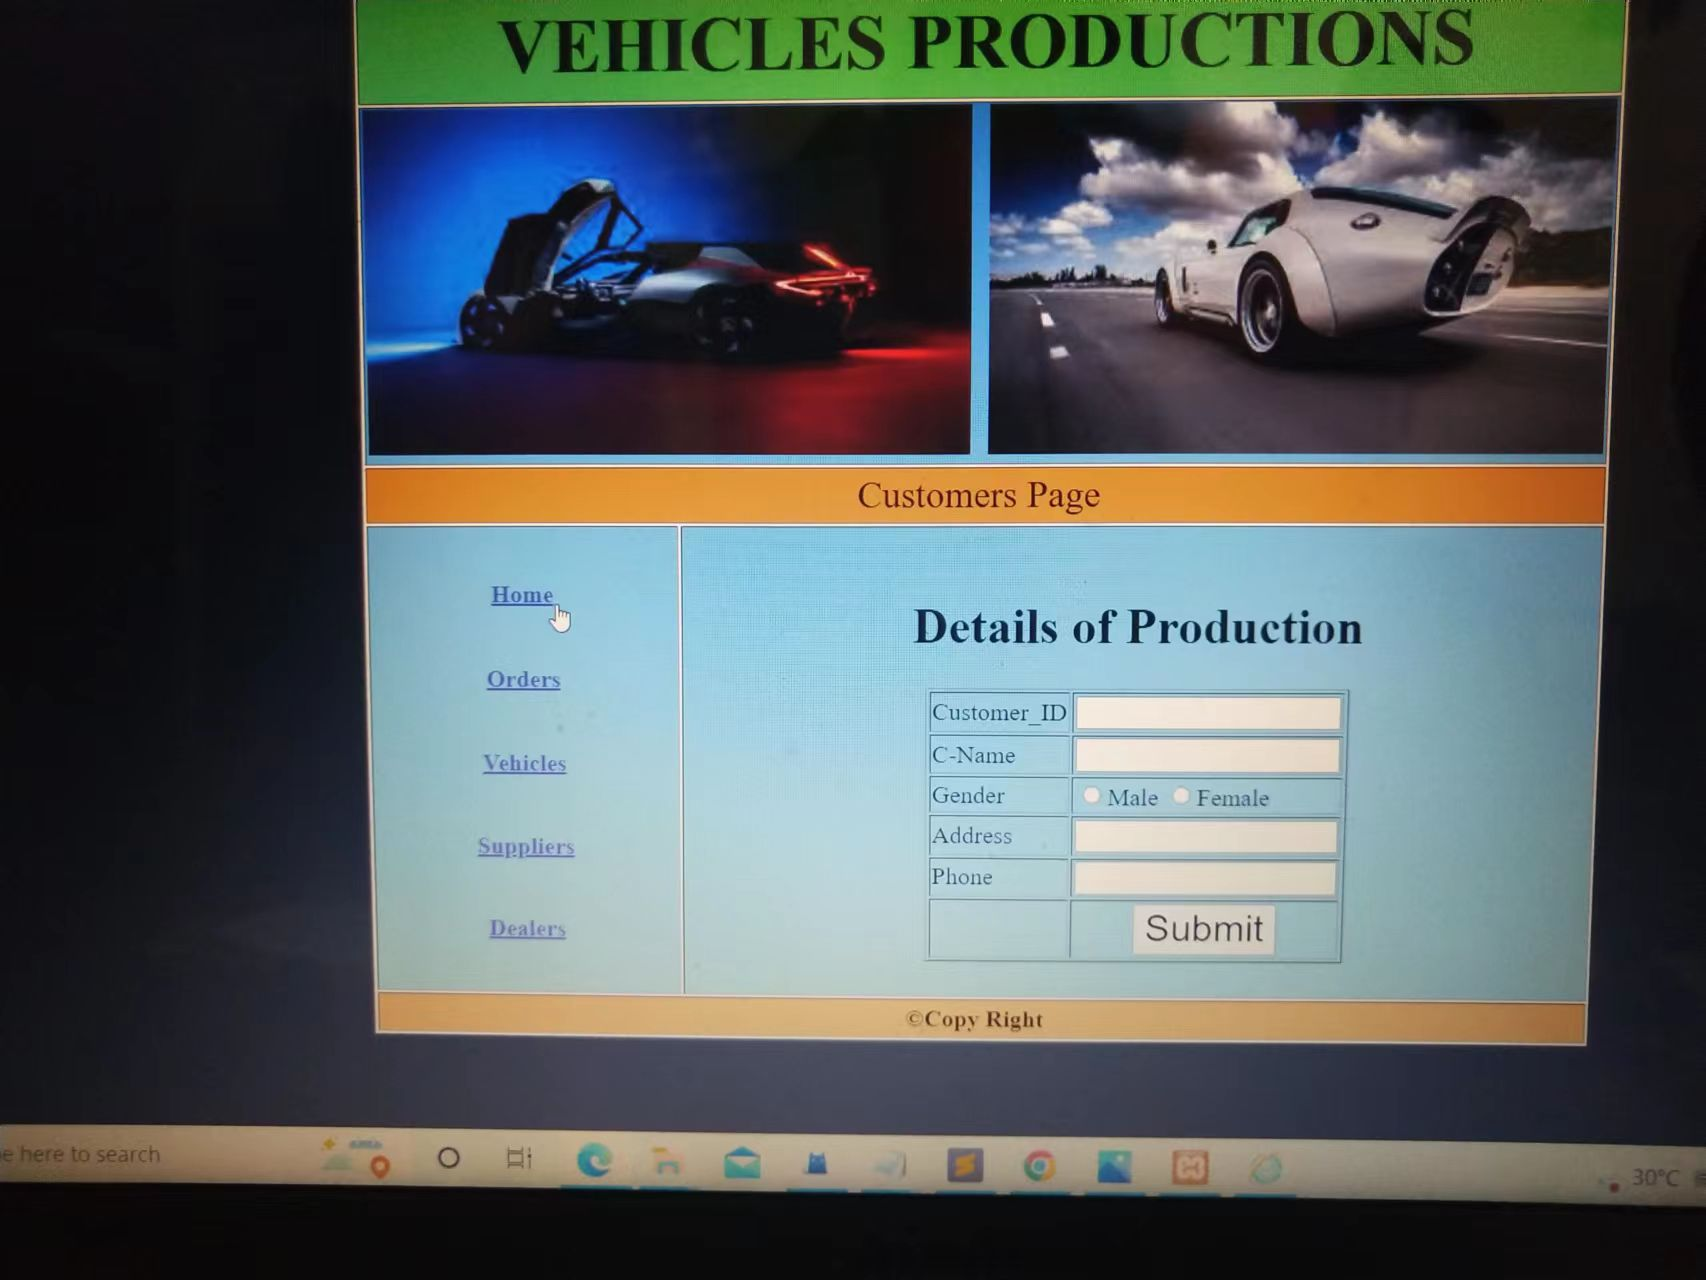 VEHICLES PRODUCTIONS
Customers Page
Home
Orders
Vehicles
Suppliers
Dealers
Details of Production
Customer_ID
C-Name
Gender Male Female
Address
Phone
Submit
©Copy Right
here to search
30°C